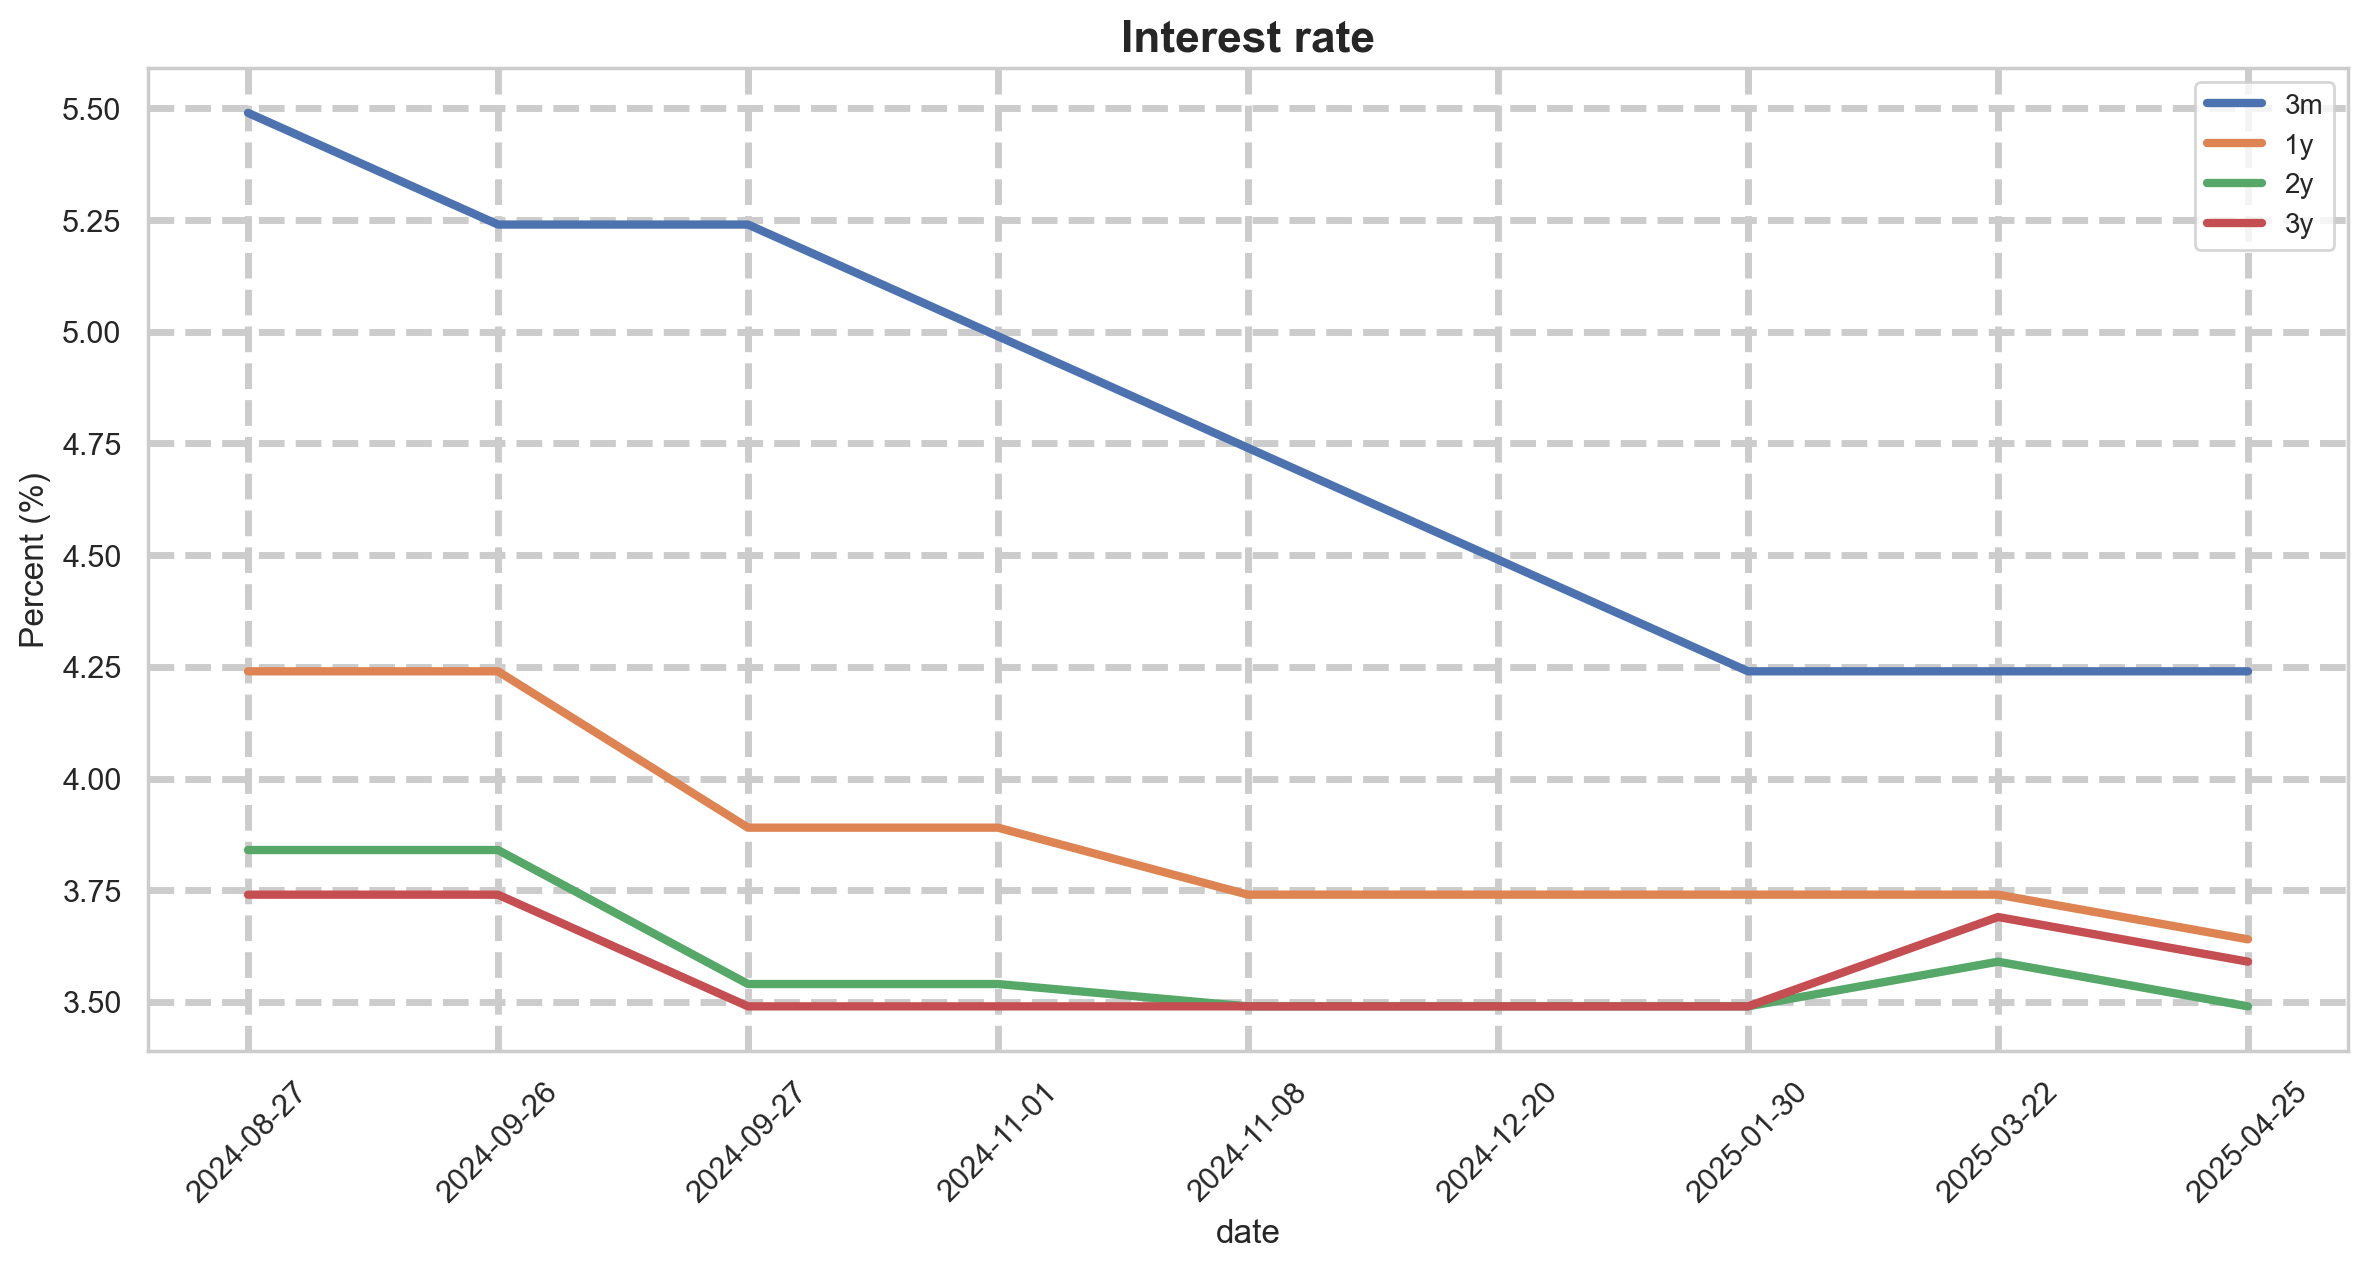 Interest rate
5.50
5.25
5.00
4.75
4.50
4.25
4.00
3.75
3.50
Percent (%)
3m
1y
2y
3y
2024-08-27
2024-09-26
2024-09-27
2024-11-01
2024-11-08
2024-12-20
2025-01-30
2025-03-22
2025-04-25
date